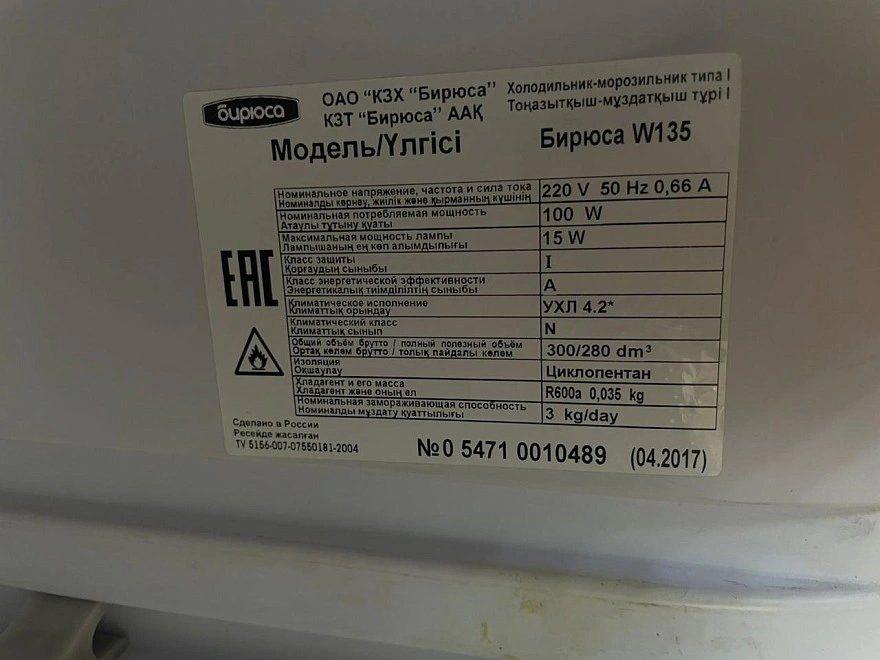 бирюса
ОАО "КЗХ "Бирюса"
КЗТ "Бирюса" ААҚ
Холодильник-морозильник типа I
Тоңазытқыш-мұздатқыш түрі I
Модель/Үлгісі Бирюса W135
Номинальное напряжение, частота и сила тока
Номиналды көрнеу, жиілік және қырманның күшінің
220 V 50 Hz 0,66 A
Номинальная потребляемая мощность
Атаулы тұтыну қуаты
100 W
Максимальная мощность лампы
Лампышаның ең көп алымдылығы
15 W
Класс защиты
Қорғаудың сыныбы
I
Класс энергетической эффективности
Энергетикалық тиімділілтің сыныбы
A
Климатическое исполнение
Климаттық орындау
УХЛ 4.2*
Климатический класс
Климаттық сынып
N
Общий объём брутто / полный полезный объём
Ортақ көлем брутто / толық пайдалы көлем
300/280 dm³
Изоляция
Оқшаулау
Циклопентан
Хладагент и его масса
Хладагент және оның ел
R600a 0,035 kg
Номинальная замораживающая способность
Номиналды мұздату қуаттылығы
3 kg/day
EAC
Сделано в России
Ресейде жасалған
ТУ 5156-007-07550181-2004
№0 5471 0010489 (04.2017)